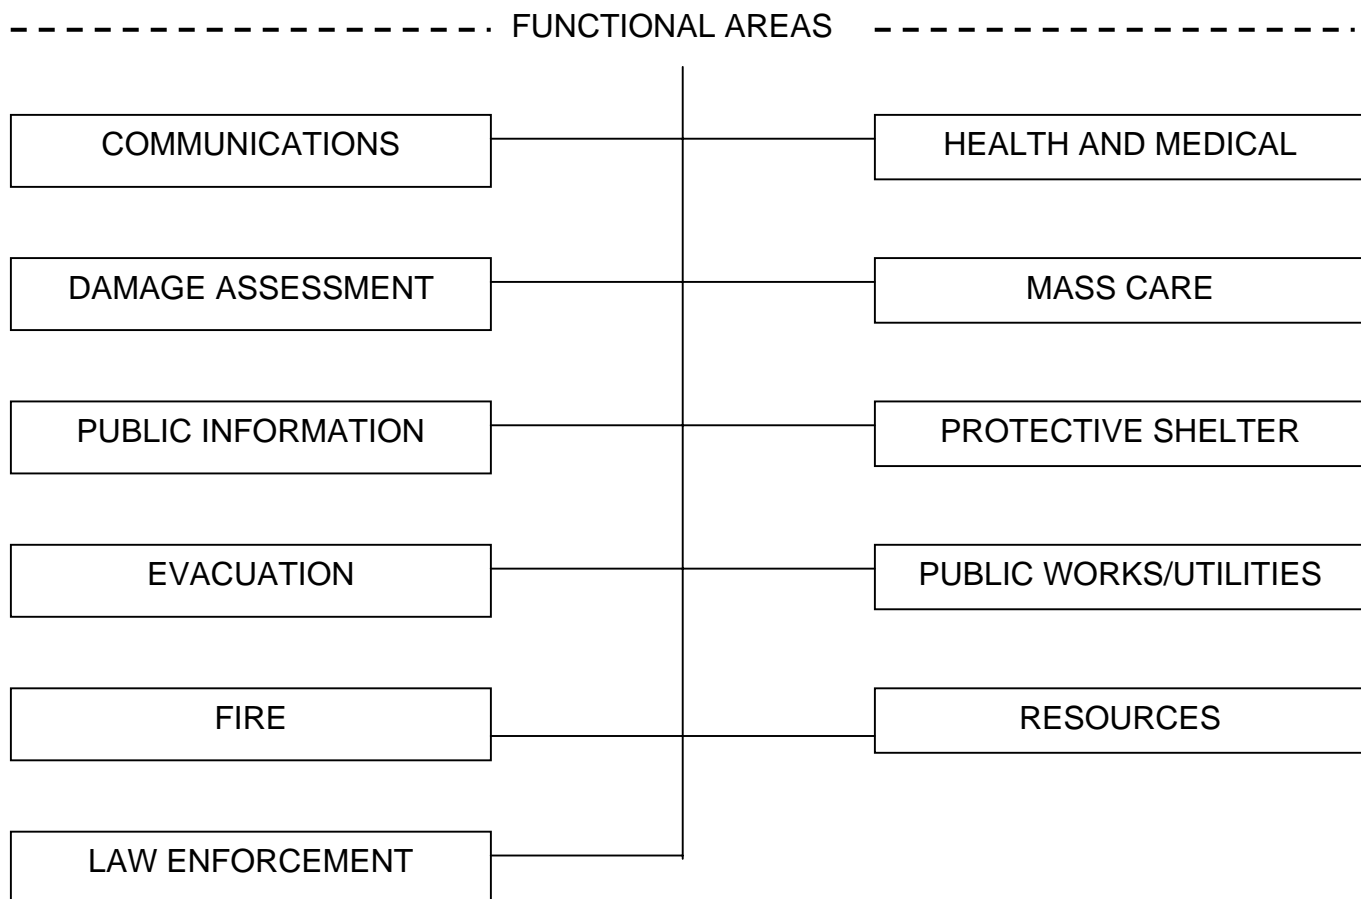 FUNCTIONAL AREAS
COMMUNICATIONS
HEALTH AND MEDICAL
DAMAGE ASSESSMENT
MASS CARE
PUBLIC INFORMATION
PROTECTIVE SHELTER
EVACUATION
PUBLIC WORKS/UTILITIES
FIRE
RESOURCES
LAW ENFORCEMENT